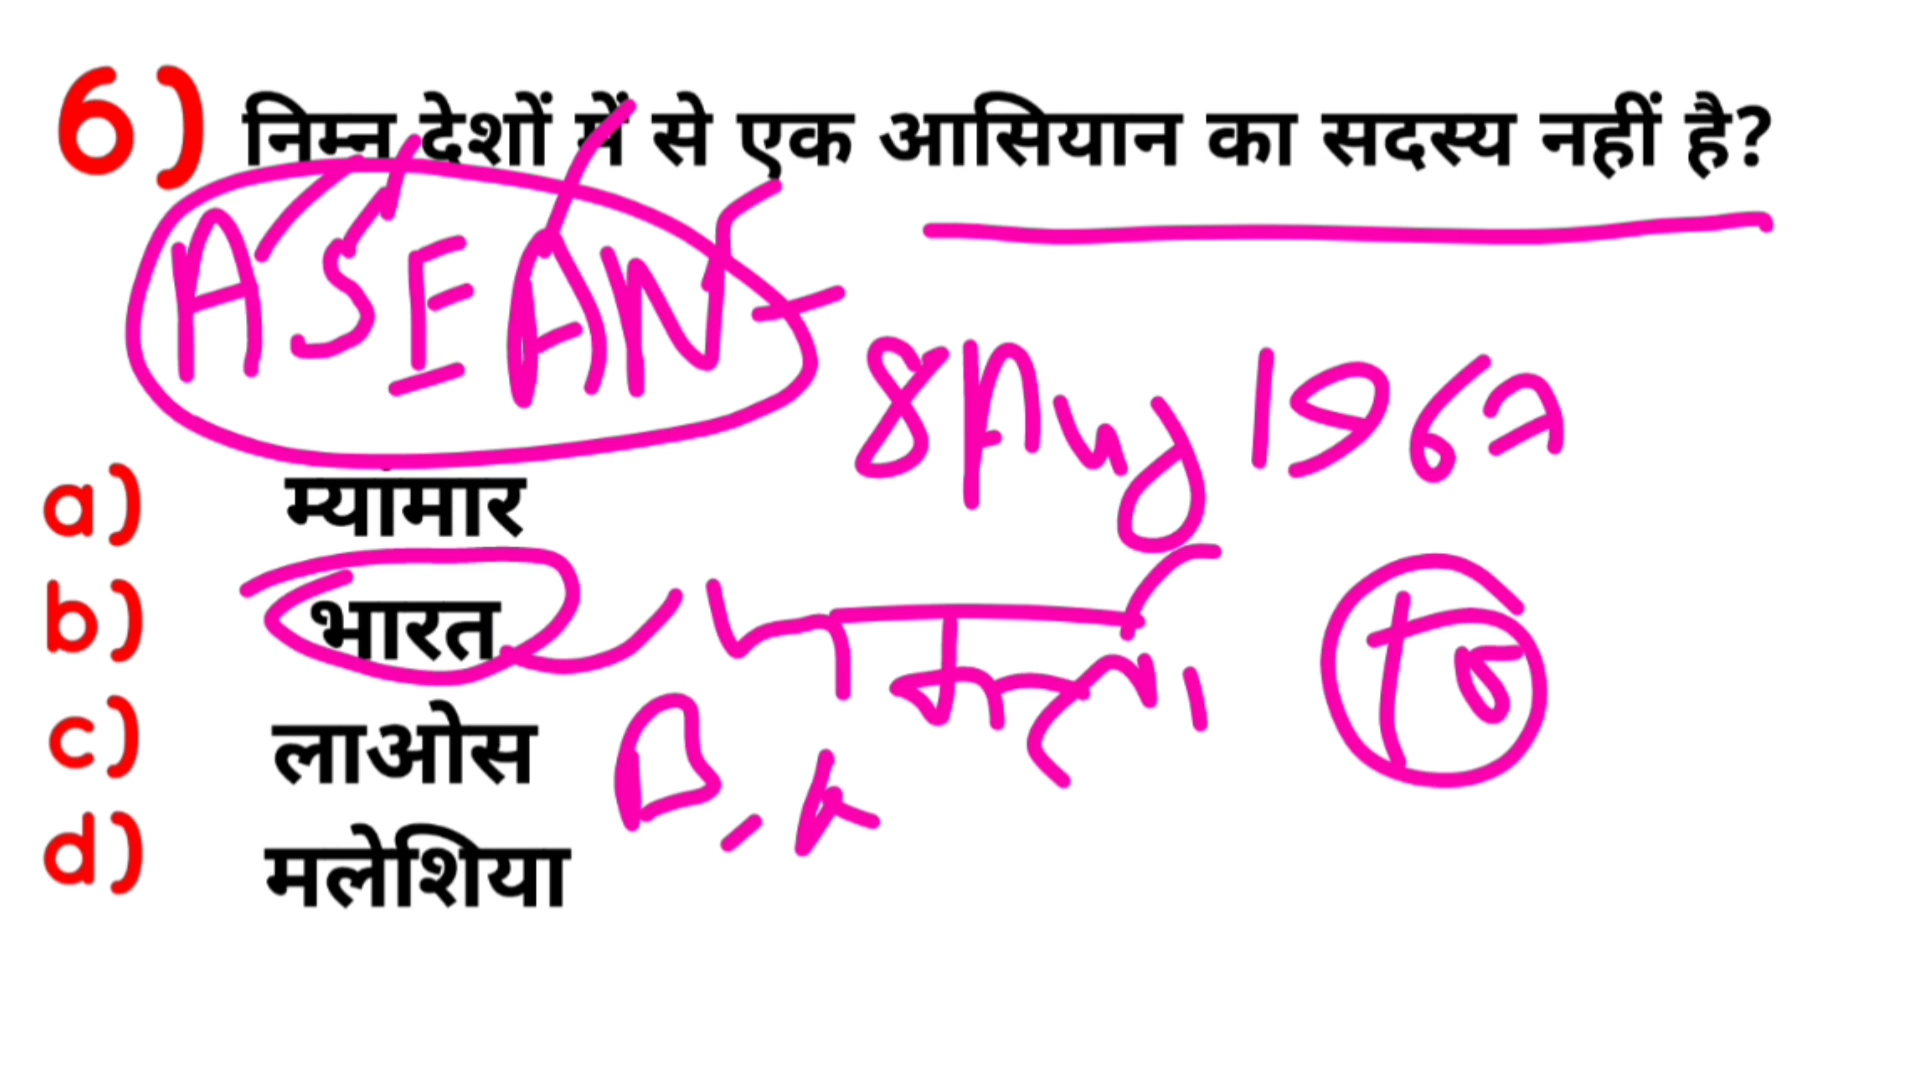 6) निम्न देशों में से एक आसियान का सदस्य नहीं है?
ASEAN - 8 Aug 1967
a) म्यांमार
b) भारत
10
c) लाओस
d) मलेशिया